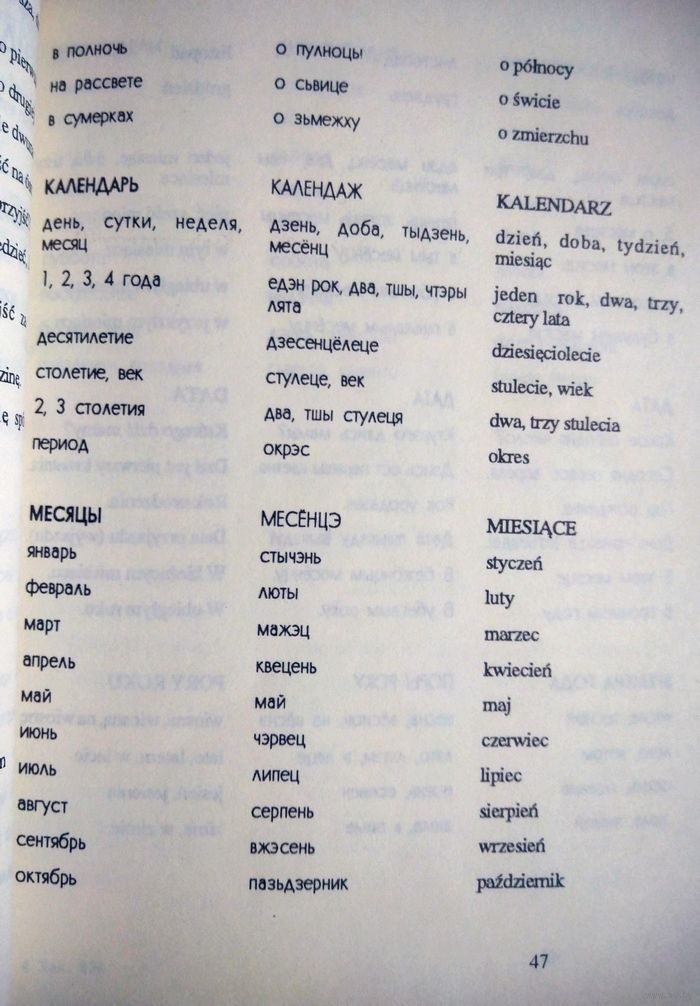 в полночь о пулноцы o północy
на рассвете о сьвице o świcie
в сумерках о зьмежху o zmierzchu
КАЛЕНДАРЬ КАЛЕНДАЖ KALENDARZ
день, сутки, неделя, дзень, доба, тыдзень, dzień, doba, tydzień,
месяц месёнц miesiąc
1, 2, 3, 4 года едэн рок, два, тшы, чтэры jeden rok, dwa, trzy,
лята cztery lata
десятилетие дзесенцёлеце dziesięciolecie
столетие, век стулеце, век stulecie, wiek
2, 3 столетия два, тшы стулеця dwa, trzy stulecia
период окрэс okres
МЕСЯЦЫ МЕСЁНЦЭ MIESIĄCE
январь стычэнь styczeń
февраль люты luty
март мажэц marzec
апрель квецень kwiecień
май май maj
июнь чэрвец czerwiec
июль липец lipiec
август серпень sierpień
сентябрь вжэсень wrzesień
октябрь пазьдзерник październik
47